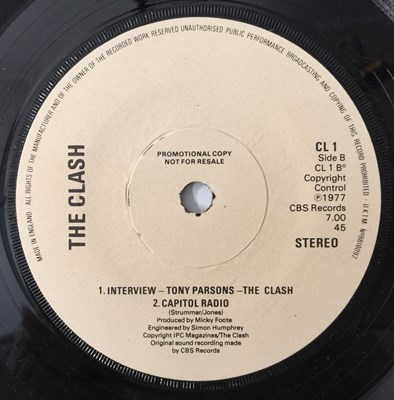 MADE IN ENGLAND · ALL RIGHTS OF THE MANUFACTURER AND OF THE OWNER OF THE RECORDED WORK RESERVED UNAUTHORISED PUBLIC PERFORMANCE BROADCASTING AND COPYING OF THIS RECORD PROHIBITED ·
THE CLASH
PROMOTIONAL COPY
NOT FOR RESALE
CL 1
Side B
CL 1 B°
Copyright
Control
℗1977
CBS Records
7.00
45
STEREO
1. INTERVIEW – TONY PARSONS – THE CLASH
2. CAPITOL RADIO
(Strummer/Jones)
Produced by Micky Foote
Engineered by Simon Humphrey
Copyright IPC Magazines/The Clash
Original sound recording made
by CBS Records